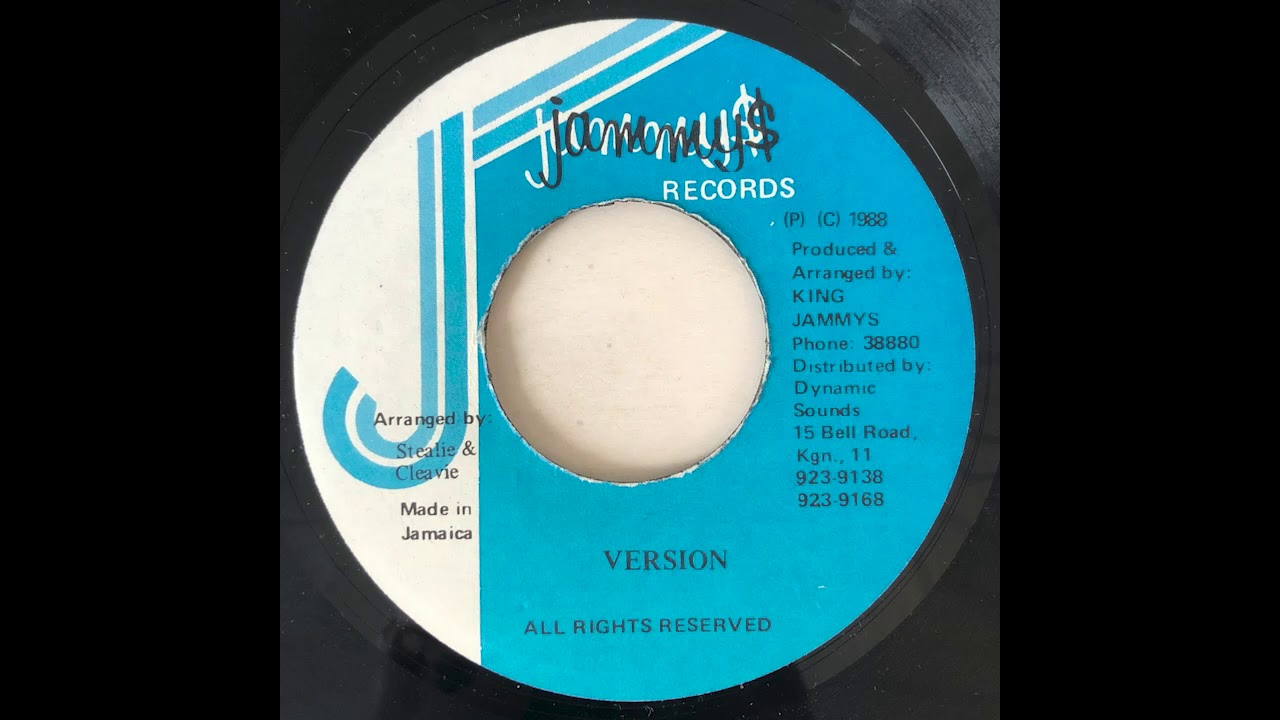 jammy$
RECORDS
(P) (C) 1988
Produced &
Arranged by:
KING
JAMMYS
Phone: 38880
Distributed by:
Dynamic
Sounds
15 Bell Road,
Kgn., 11
923-9138
923-9168
Arranged by:
Stealie &
Cleavie
Made in
Jamaica
VERSION
ALL RIGHTS RESERVED